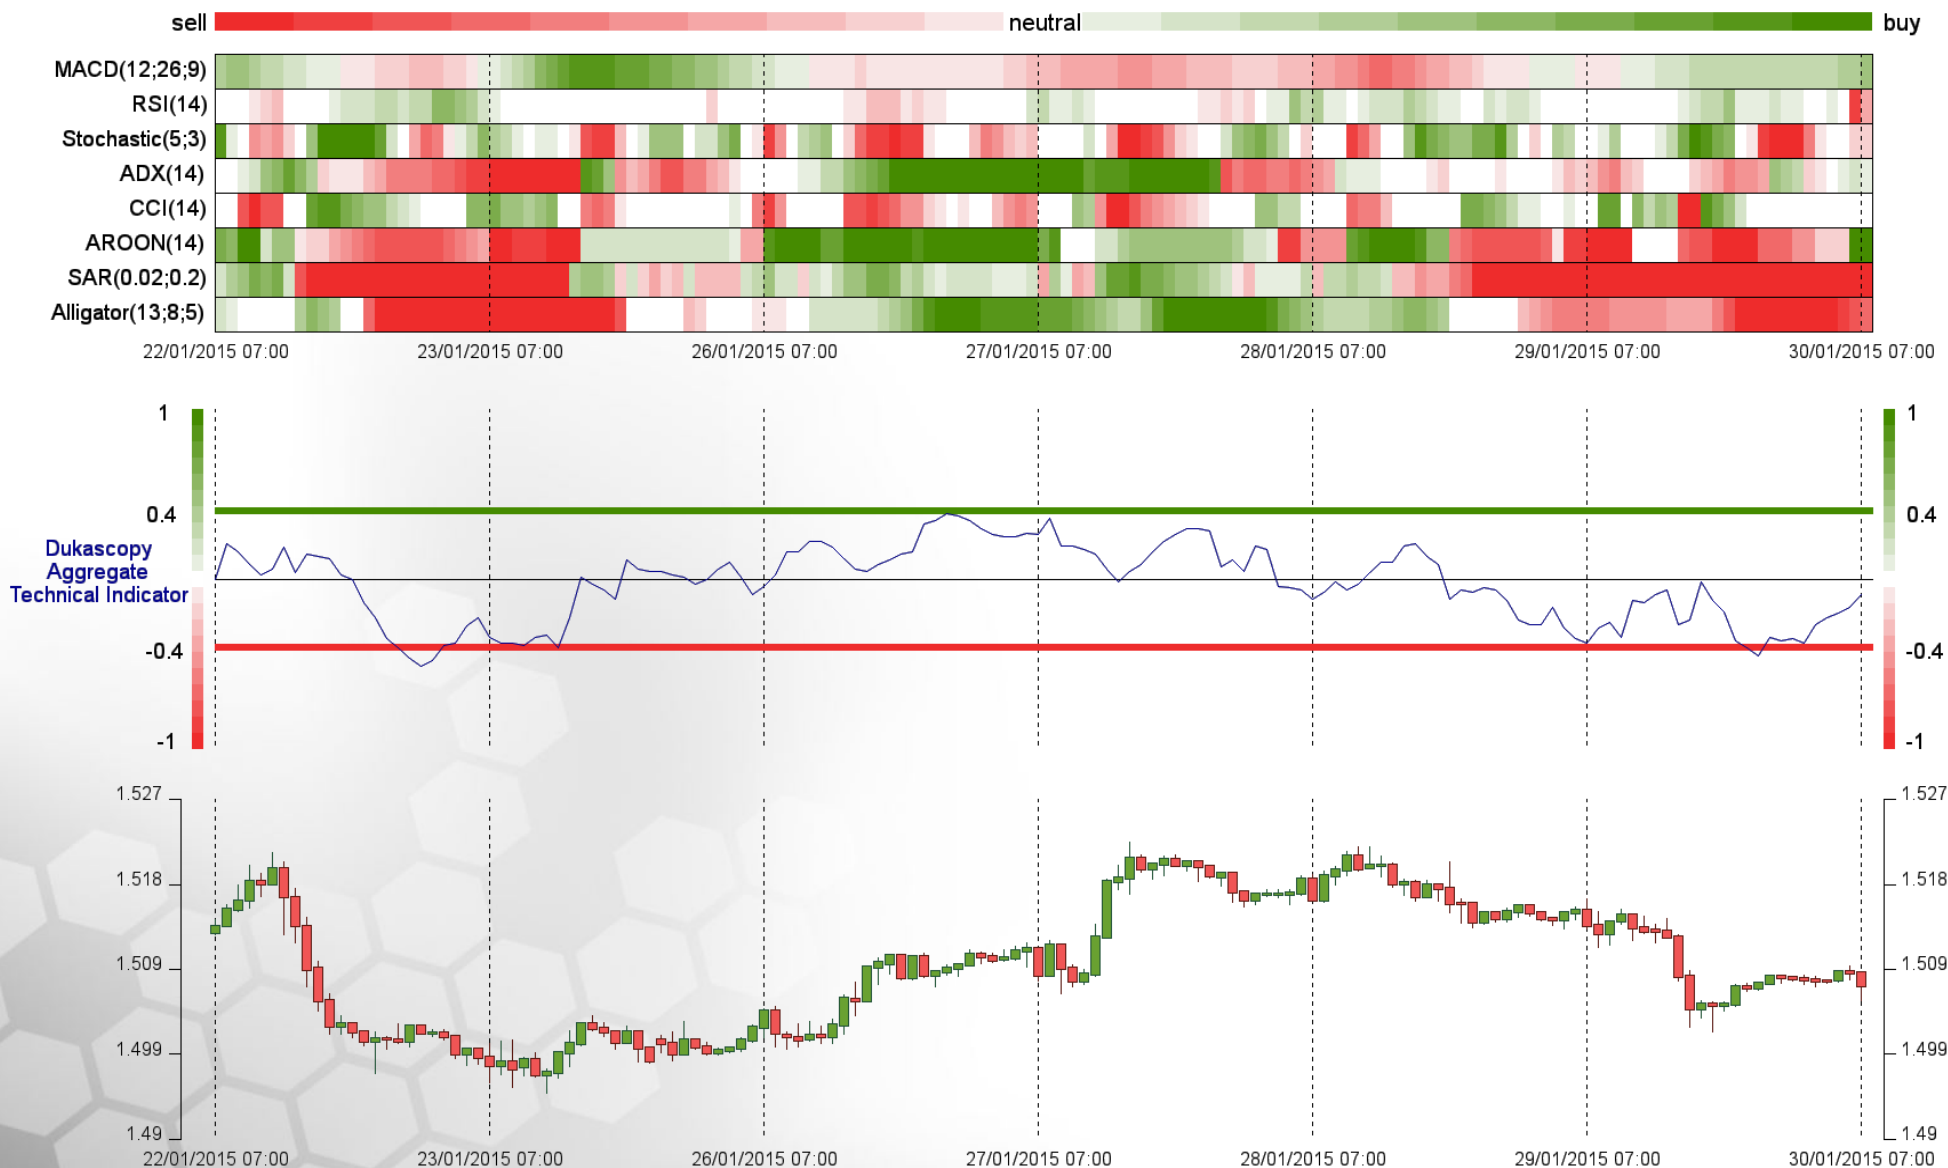 sell neutral buy
MACD(12;26;9)
RSI(14)
Stochastic(5;3)
ADX(14)
CCI(14)
AROON(14)
SAR(0.02;0.2)
Alligator(13;8;5)
22/01/2015 07:00 23/01/2015 07:00 26/01/2015 07:00 27/01/2015 07:00 28/01/2015 07:00 29/01/2015 07:00 30/01/2015 07:00
1 1
0.4 0.4
Dukascopy
Aggregate
Technical Indicator
-0.4 -0.4
-1 -1
1.527 1.527
1.518 1.518
1.509 1.509
1.499 1.499
1.49 1.49
22/01/2015 07:00 23/01/2015 07:00 26/01/2015 07:00 27/01/2015 07:00 28/01/2015 07:00 29/01/2015 07:00 30/01/2015 07:00